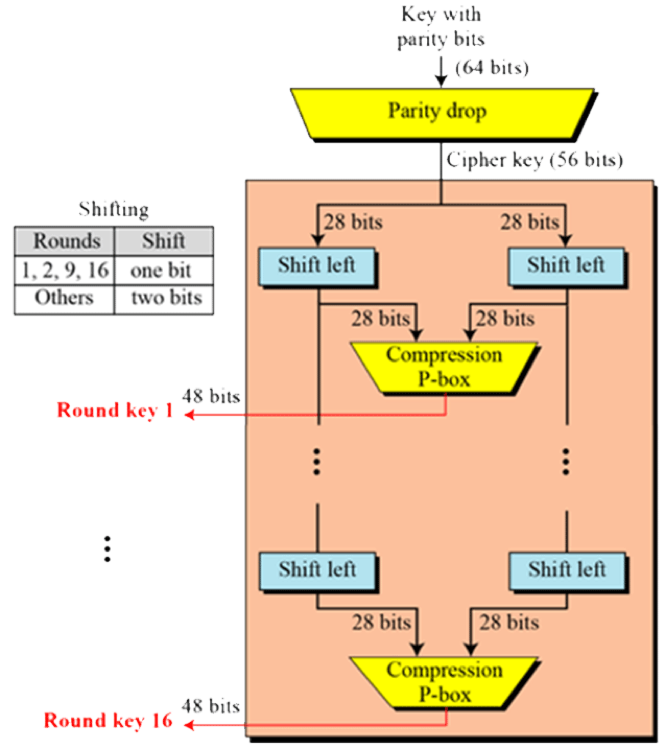 Key with
parity bits
(64 bits)
Parity drop
Cipher key (56 bits)
Shifting
Rounds Shift
1, 2, 9, 16 one bit
Others two bits
28 bits 28 bits
Shift left Shift left
28 bits 28 bits
Compression
P-box
48 bits
Round key 1
Shift left Shift left
28 bits 28 bits
Compression
P-box
48 bits
Round key 16